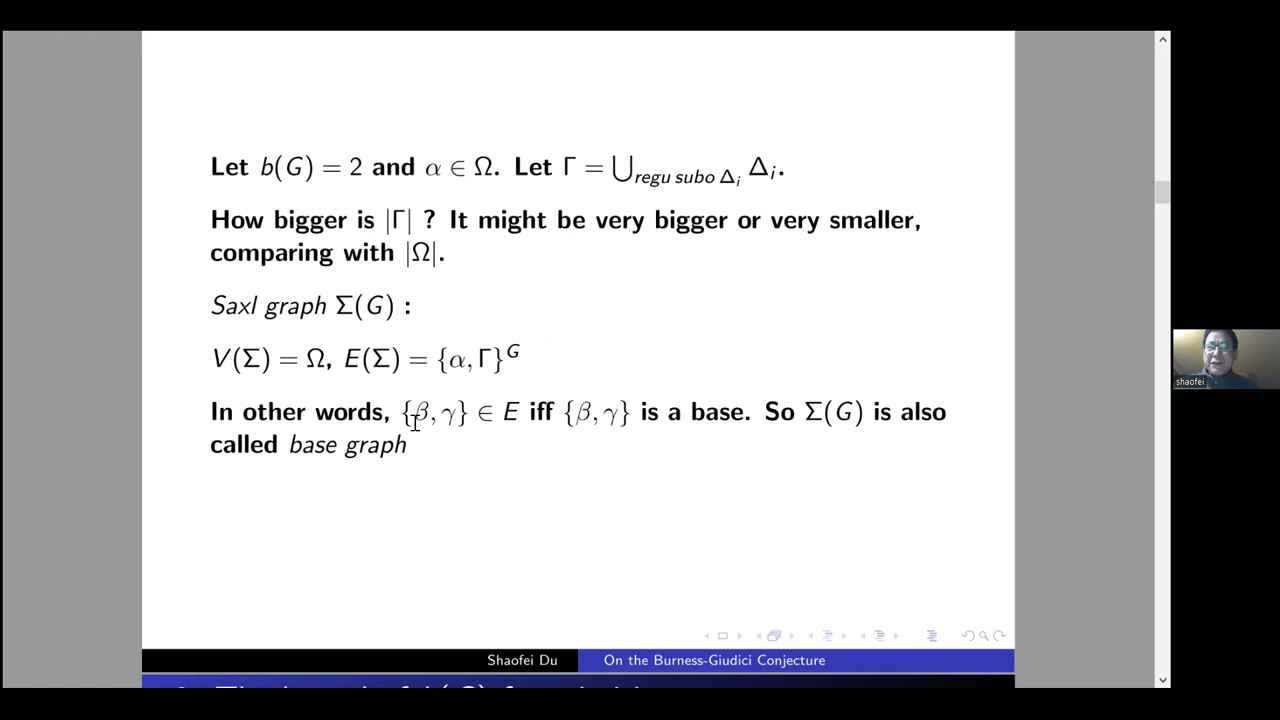 Let b(G) = 2 and α ∈ Ω. Let Γ = ⋃_{regu subo Δ_i} Δ_i.
How bigger is |Γ| ? It might be very bigger or very smaller,
comparing with |Ω|.
Saxl graph Σ(G) :
V(Σ) = Ω, E(Σ) = {α, Γ}^G
In other words, {β, γ} ∈ E iff {β, γ} is a base. So Σ(G) is also
called base graph
shaofei
Shaofei Du On the Burness-Giudici Conjecture